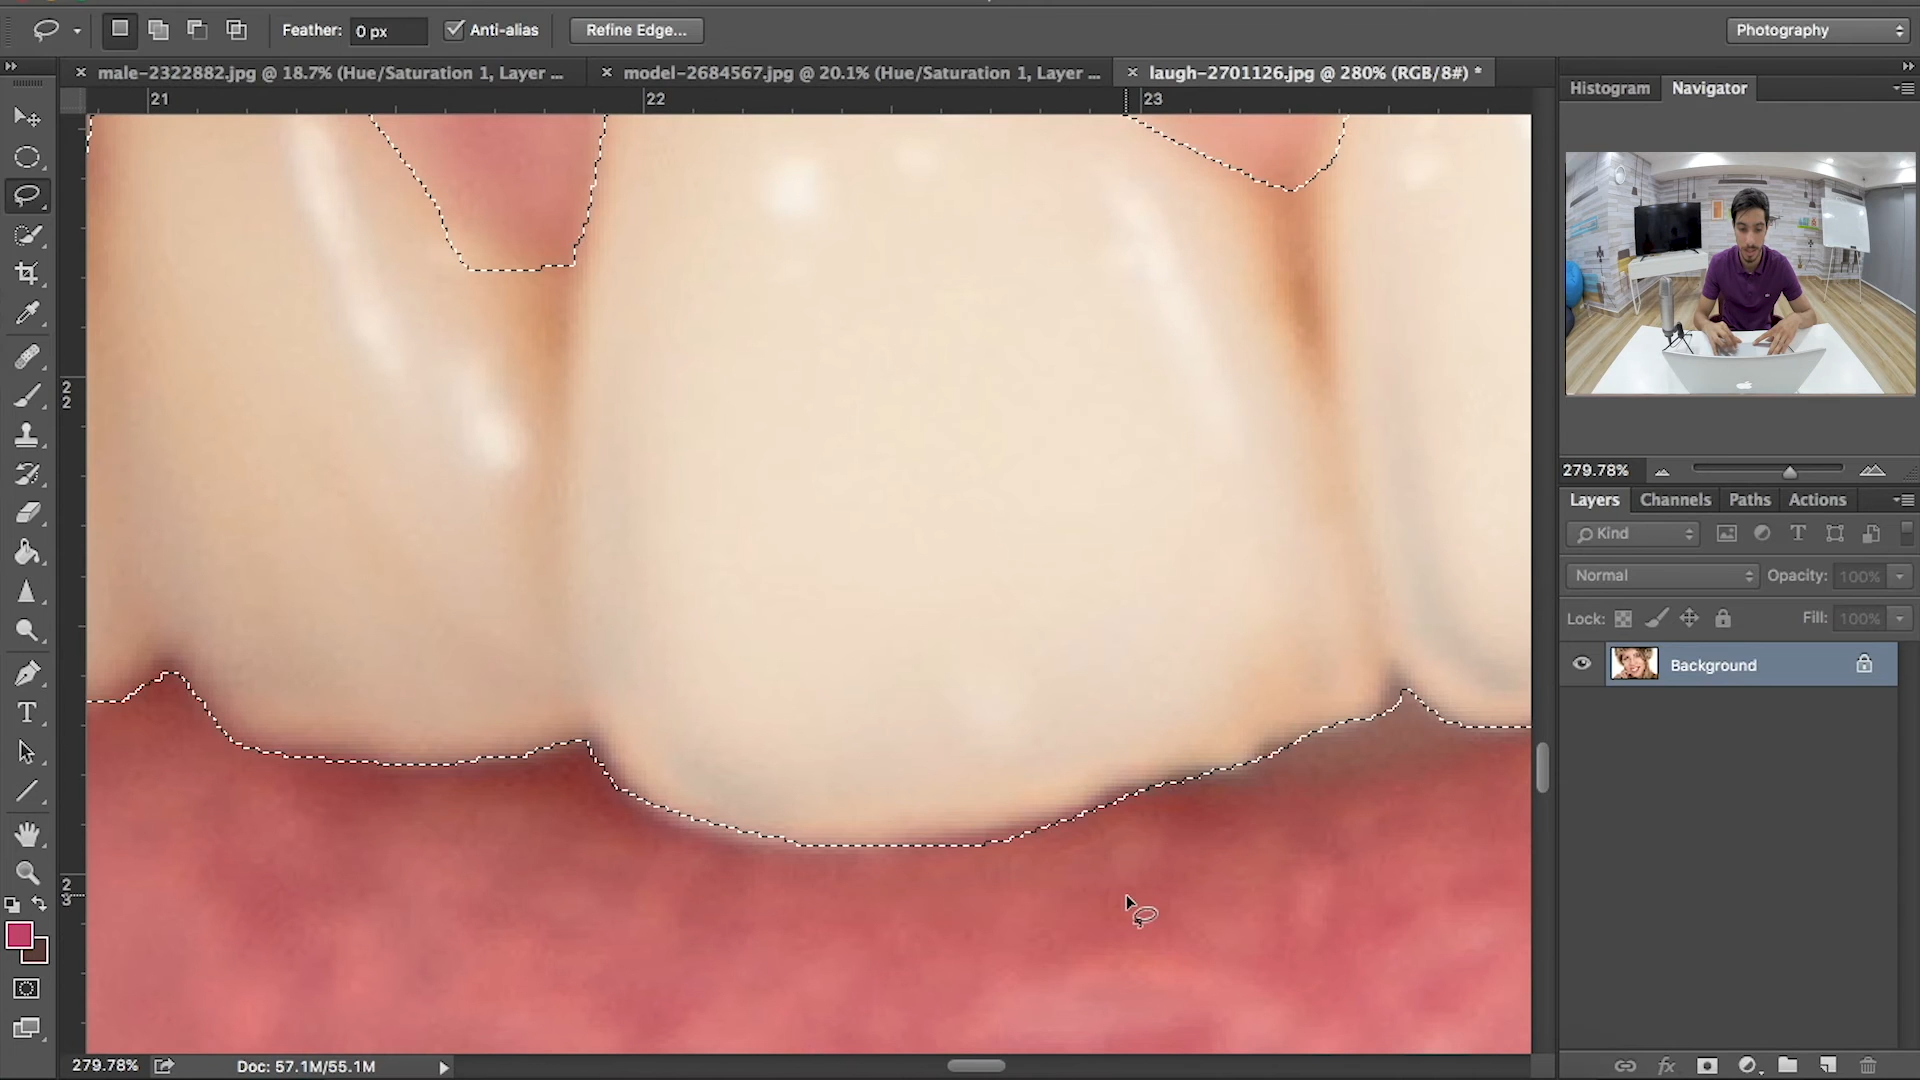 Feather: 0 px Anti-alias Refine Edge... Photography
male-2322882.jpg @ 18.7% (Hue/Saturation 1, Layer ... model-2684567.jpg @ 20.1% (Hue/Saturation 1, Layer ... laugh-2701126.jpg @ 280% (RGB/8#) *
Histogram Navigator
21 22 23
22
279.78%
Layers Channels Paths Actions
Kind
Normal Opacity: 100%
Lock: Fill: 100%
Background
23
279.78% Doc: 57.1M/55.1M